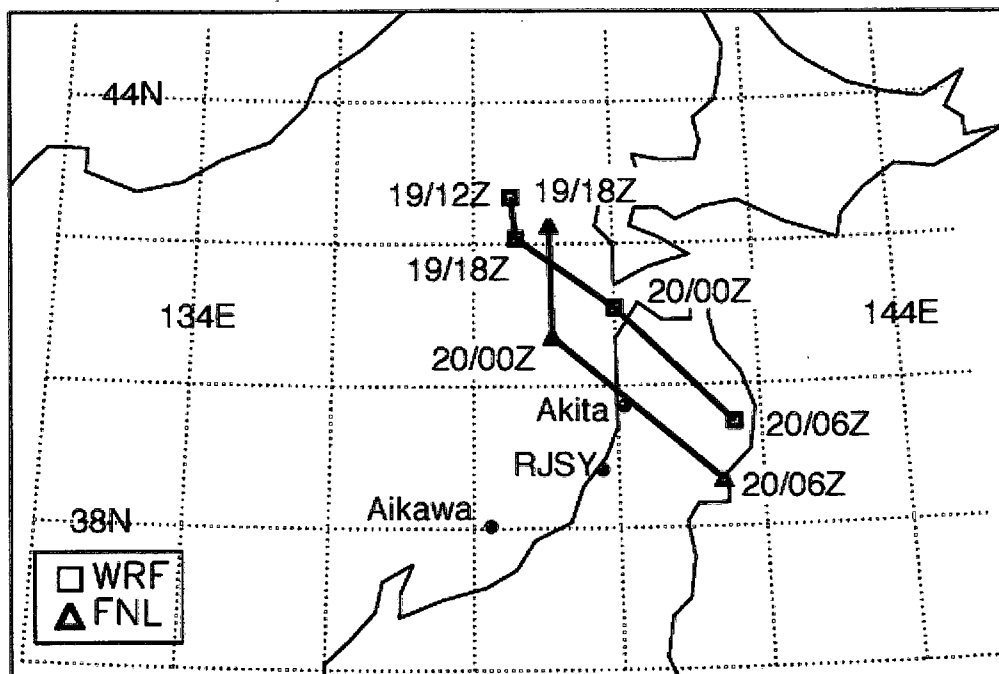 44N
19/12Z
19/18Z
19/18Z
20/00Z
134E
144E
20/00Z
Akita
20/06Z
RJSY
20/06Z
Aikawa
38N
WRF
FNL